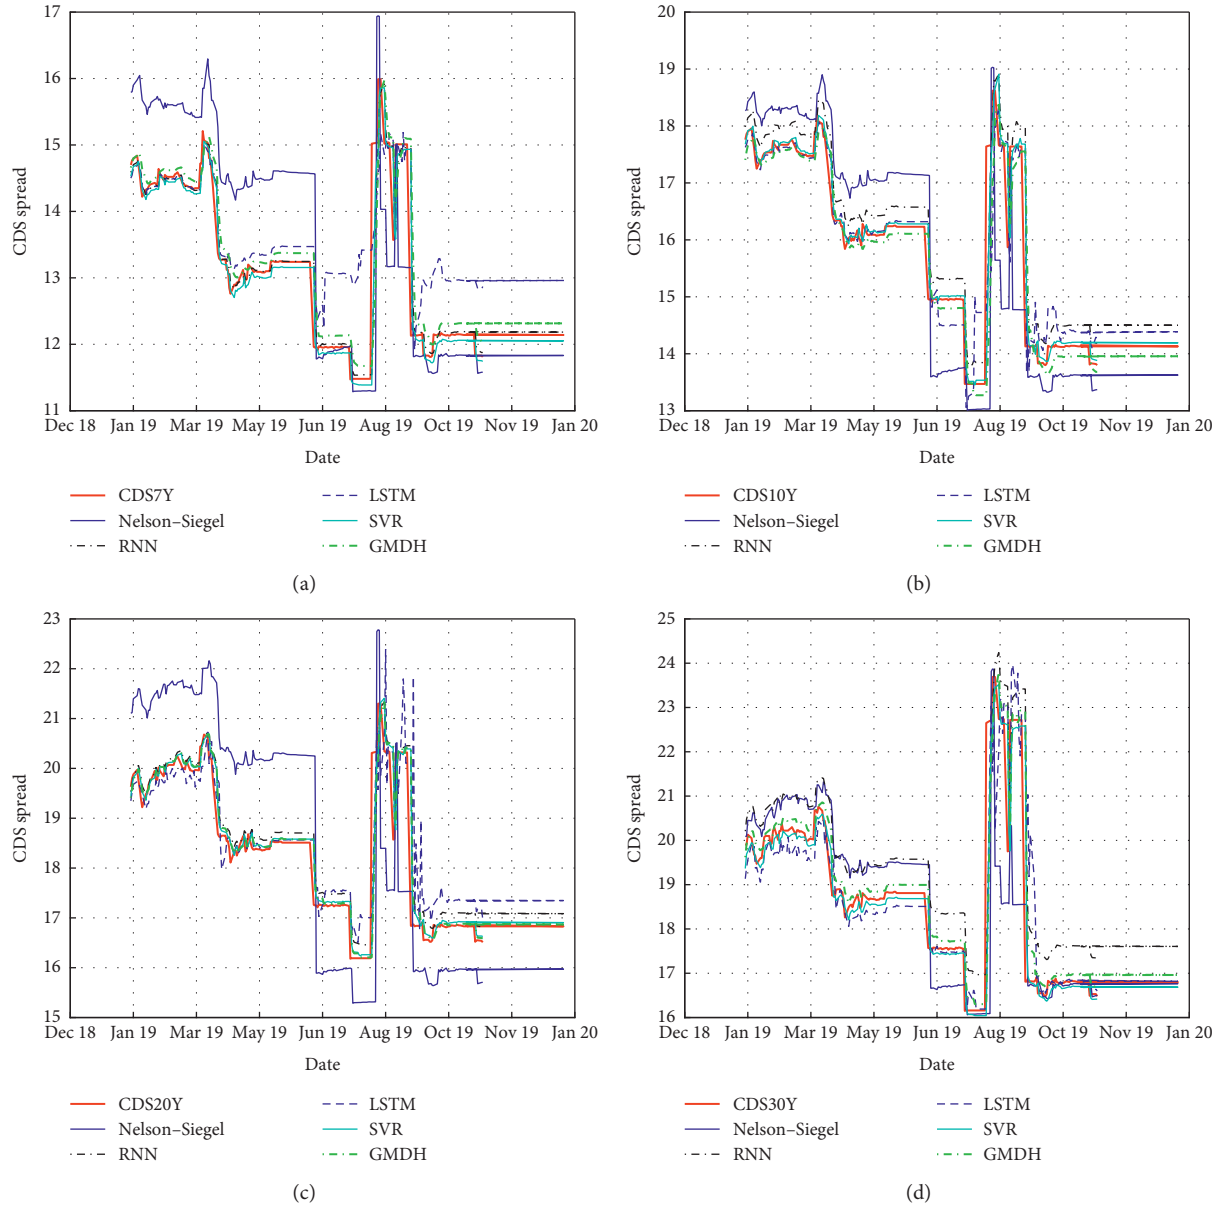 17
16
15
14
13
12
11
CDS spread
Dec 18 Jan 19 Mar 19 May 19 Jun 19 Aug 19 Oct 19 Nov 19 Jan 20
Date
CDS7Y
Nelson–Siegel
RNN
LSTM
SVR
GMDH
(a)
20
19
18
17
16
15
14
13
CDS spread
Dec 18 Jan 19 Mar 19 May 19 Jun 19 Aug 19 Oct 19 Nov 19 Jan 20
Date
CDS10Y
Nelson–Siegel
RNN
LSTM
SVR
GMDH
(b)
23
22
21
20
19
18
17
16
15
CDS spread
Dec 18 Jan 19 Mar 19 May 19 Jun 19 Aug 19 Oct 19 Nov 19 Jan 20
Date
CDS20Y
Nelson–Siegel
RNN
LSTM
SVR
GMDH
(c)
25
24
23
22
21
20
19
18
17
16
CDS spread
Dec 18 Jan 19 Mar 19 May 19 Jun 19 Aug 19 Oct 19 Nov 19 Jan 20
Date
CDS30Y
Nelson–Siegel
RNN
LSTM
SVR
GMDH
(d)